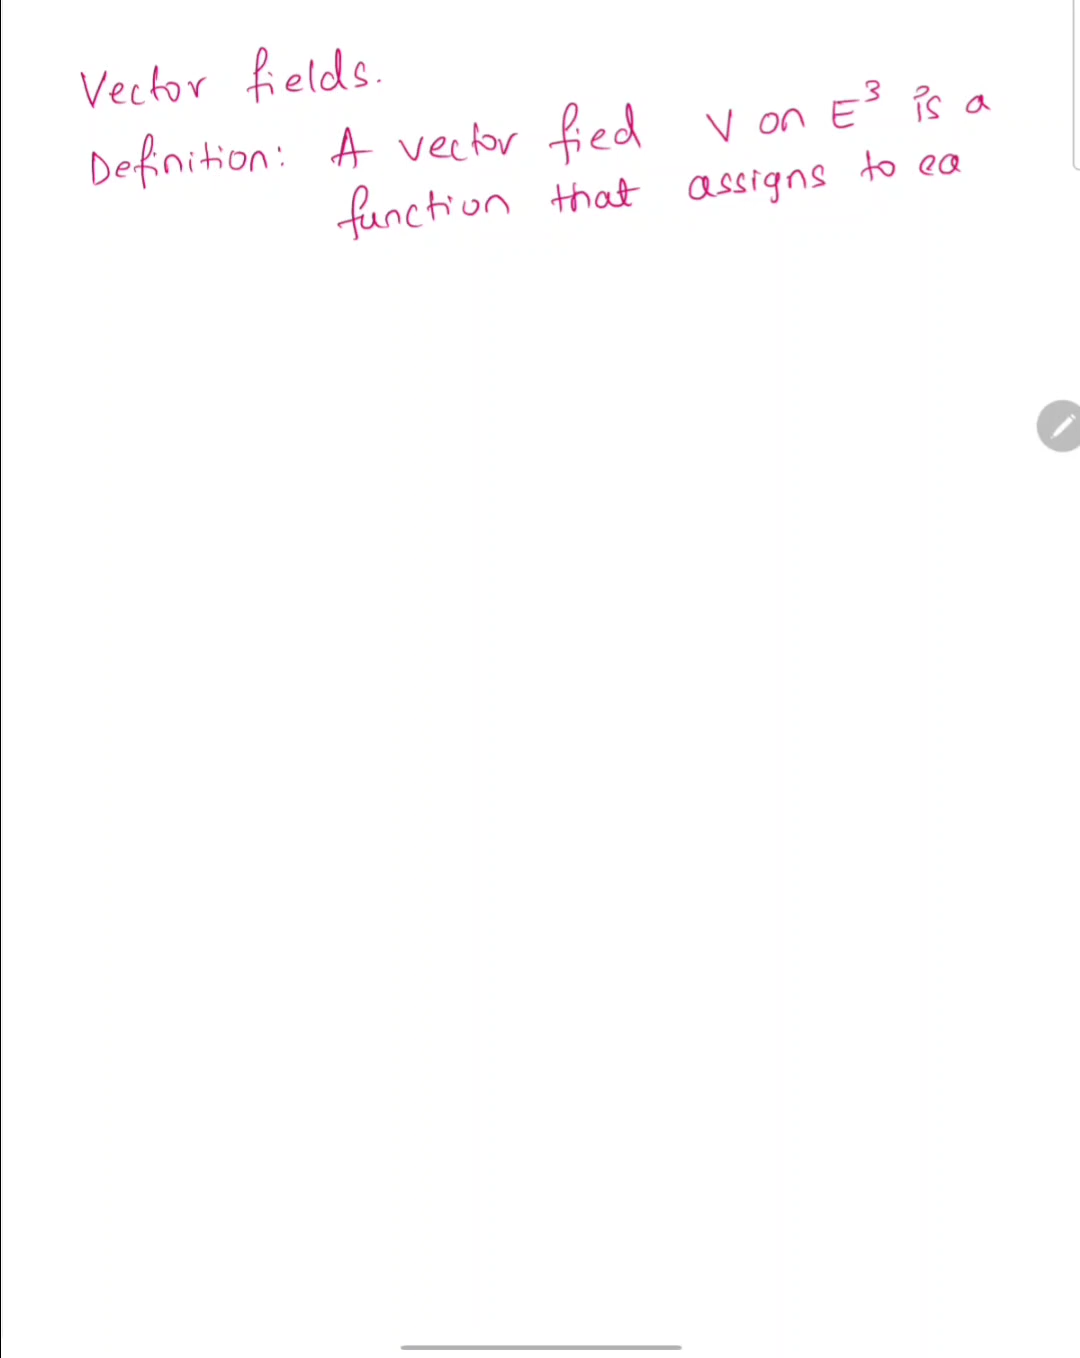 Vector fields.
Definition: A vector fied V on E³ is a
function that assigns to ea